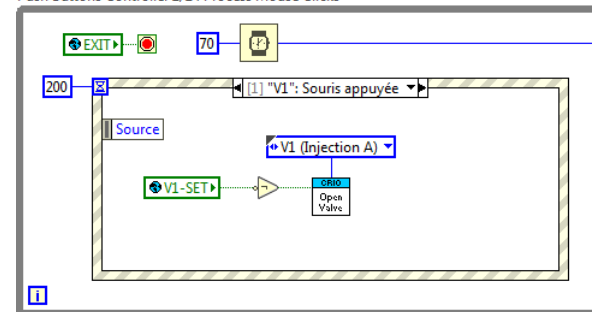 EXIT
70
200
[1] "V1": Souris appuyée
Source
V1 (Injection A)
V1-SET
CRIO
Open
Valve
i